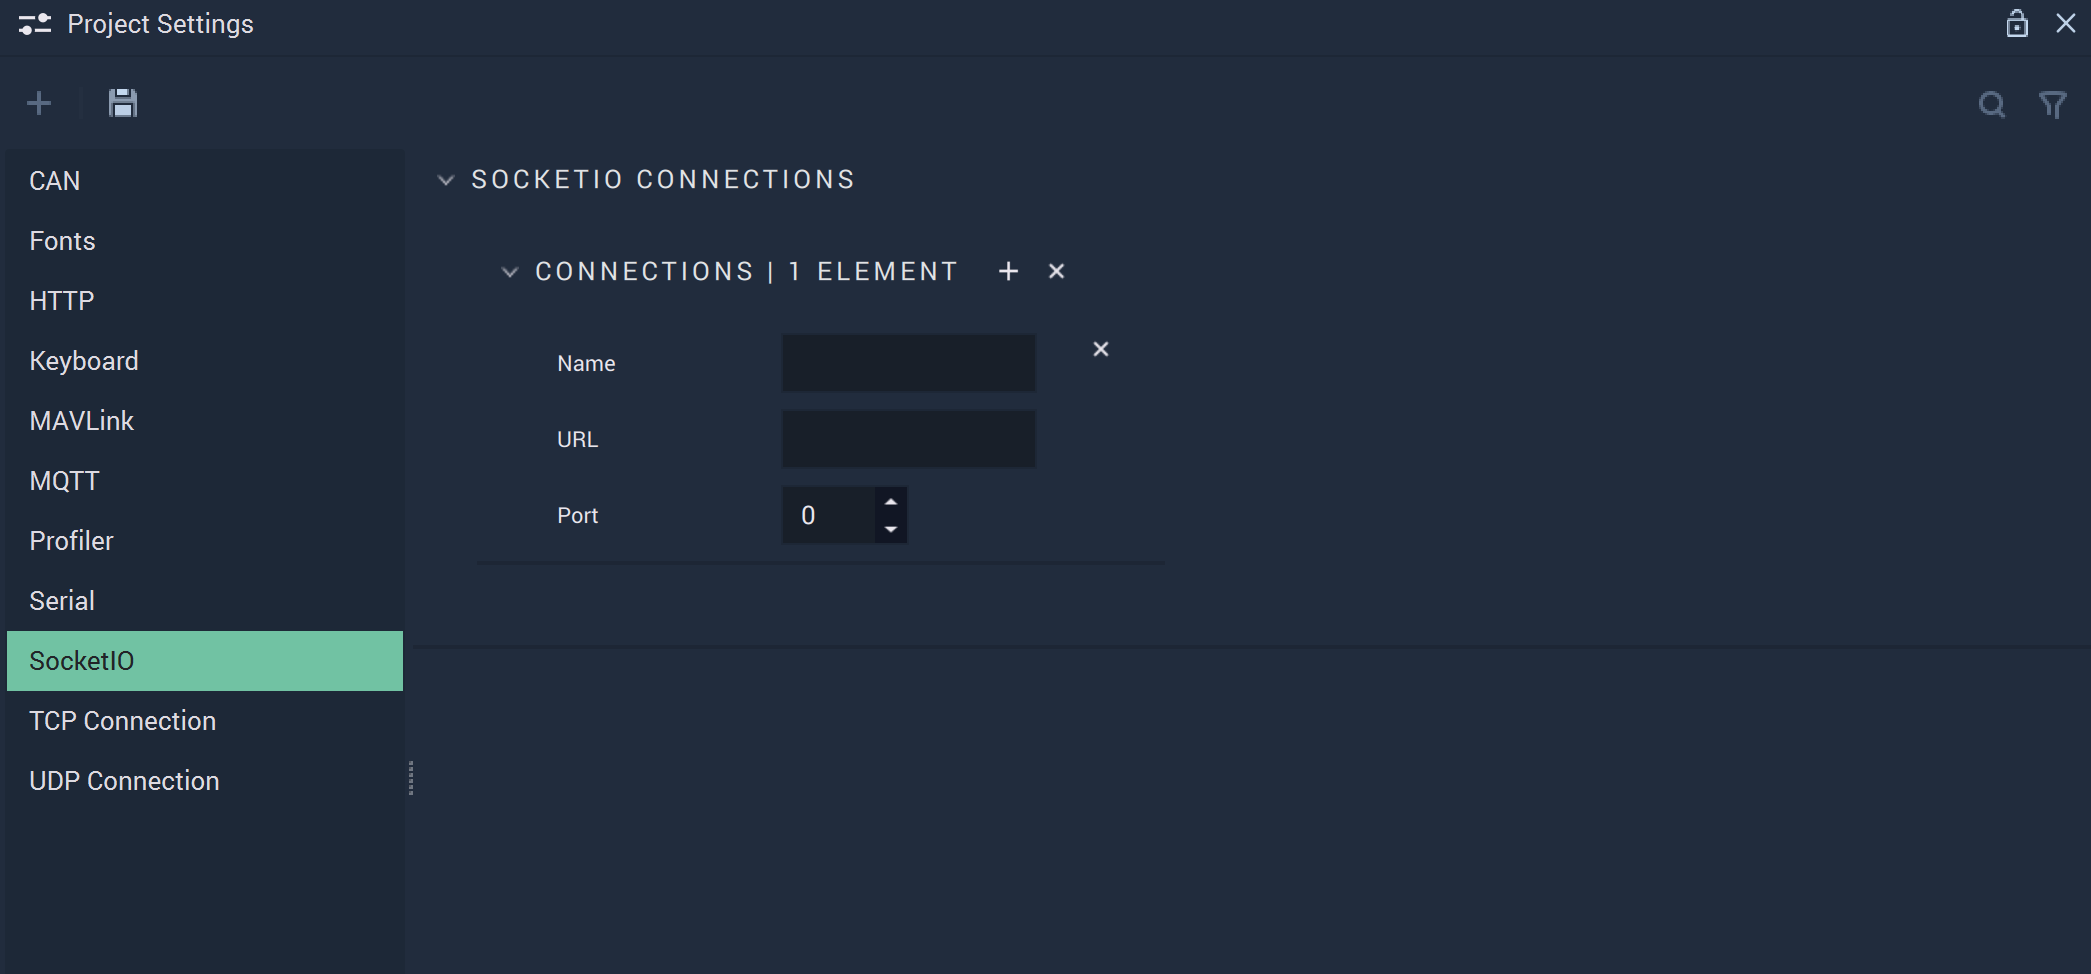 Project Settings
CAN
Fonts
HTTP
Keyboard
MAVLink
MQTT
Profiler
Serial
SocketIO
TCP Connection
UDP Connection
SOCKETIO CONNECTIONS
CONNECTIONS | 1 ELEMENT
Name
URL
Port 0